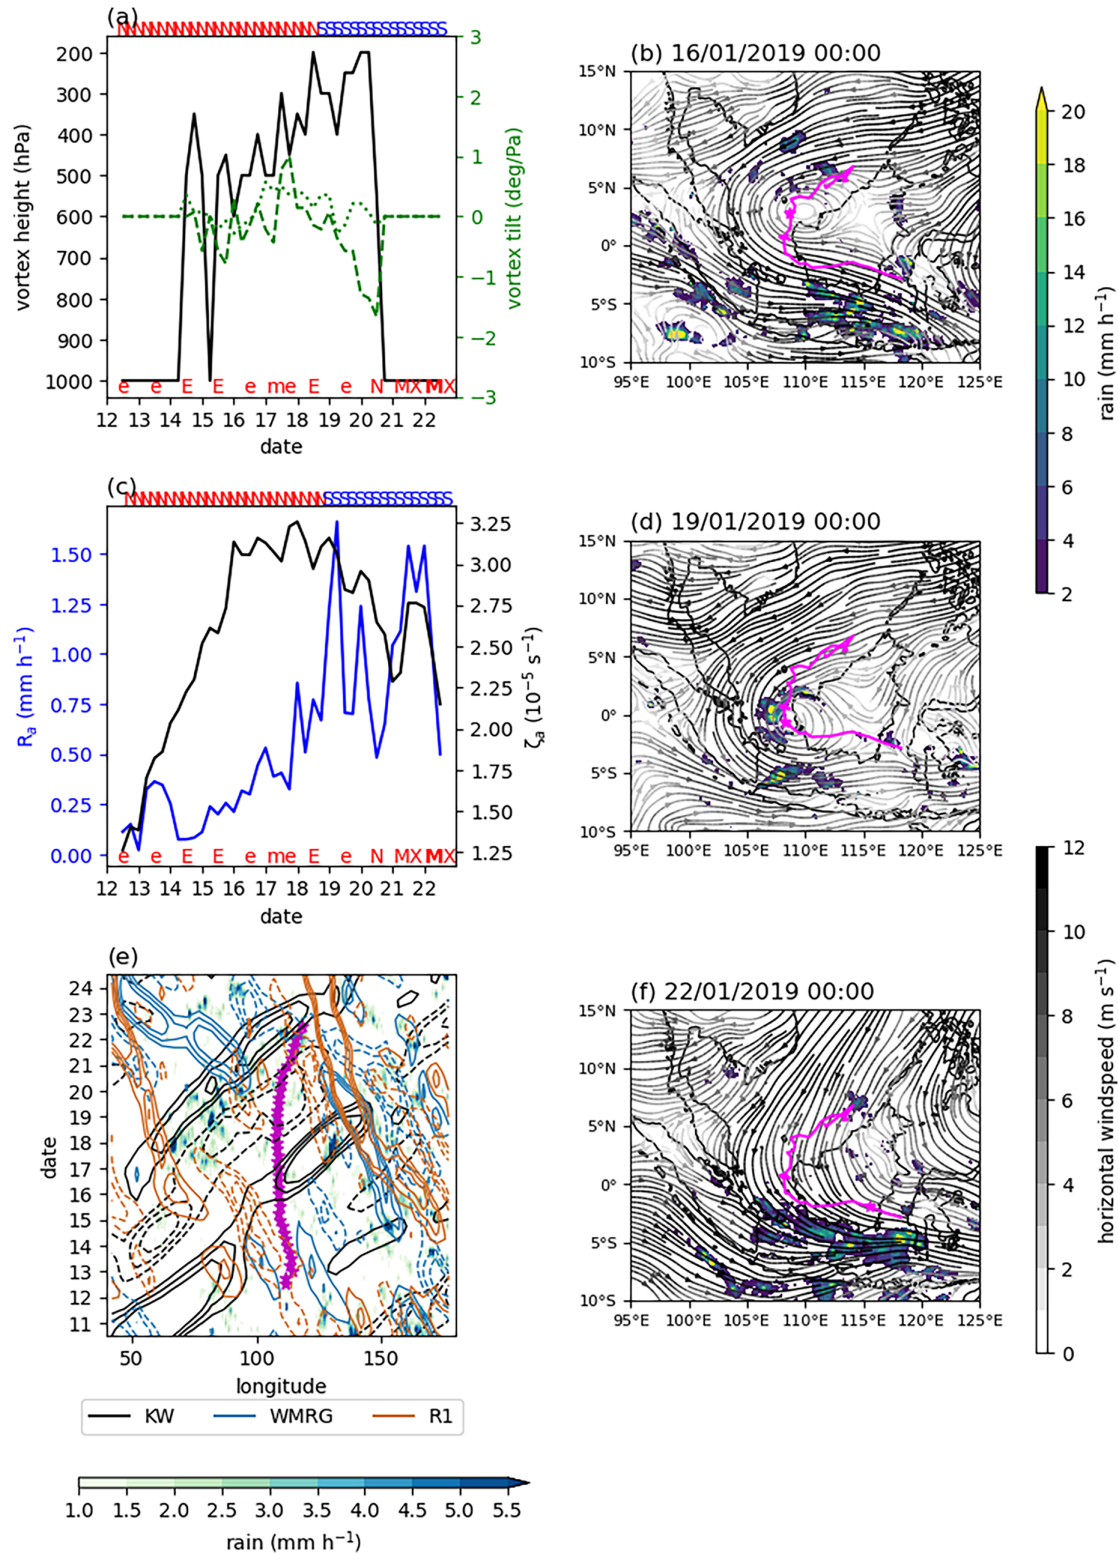 (a)
NNNNNNNNNNNNNNNNNNNNNNNNNSSSSSSSSSSSSSSSS
200
300
400
500
600
700
800
900
1000
vortex height (hPa)
3
2
1
0
−1
−2
−3
vortex tilt (deg/Pa)
e e E E e me E e N MX MMX
12 13 14 15 16 17 18 19 20 21 22
date
(b) 16/01/2019 00:00
15°N
10°N
5°N
0°
5°S
10°S
95°E 100°E 105°E 110°E 115°E 120°E 125°E
20
18
16
14
12
10
8
6
4
2
rain (mm h⁻¹)
(c)
NNNNNNNNNNNNNNNNNNNNNNNNNSSSSSSSSSSSSSSSS
1.50
1.25
1.00
0.75
0.50
0.25
0.00
Rₐ (mm h⁻¹)
3.25
3.00
2.75
2.50
2.25
2.00
1.75
1.50
1.25
ζₐ (10⁻⁵ s⁻¹)
e e E E e me E e N MX MMX
12 13 14 15 16 17 18 19 20 21 22
date
(d) 19/01/2019 00:00
15°N
10°N
5°N
0°
5°S
10°S
95°E 100°E 105°E 110°E 115°E 120°E 125°E
(e)
24
23
22
21
20
19
18
17
16
15
14
13
12
11
date
50 100 150
longitude
KW WMRG R1
1.0 1.5 2.0 2.5 3.0 3.5 4.0 4.5 5.0 5.5
rain (mm h⁻¹)
(f) 22/01/2019 00:00
15°N
10°N
5°N
0°
5°S
10°S
95°E 100°E 105°E 110°E 115°E 120°E 125°E
12
10
8
6
4
2
0
horizontal windspeed (m s⁻¹)